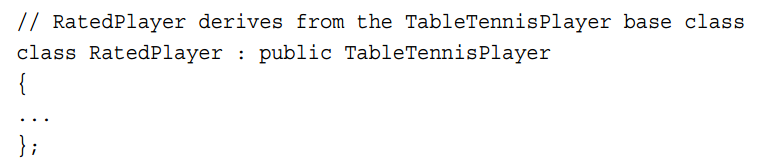 // RatedPlayer derives from the TableTennisPlayer base class
class RatedPlayer : public TableTennisPlayer
{
...
};